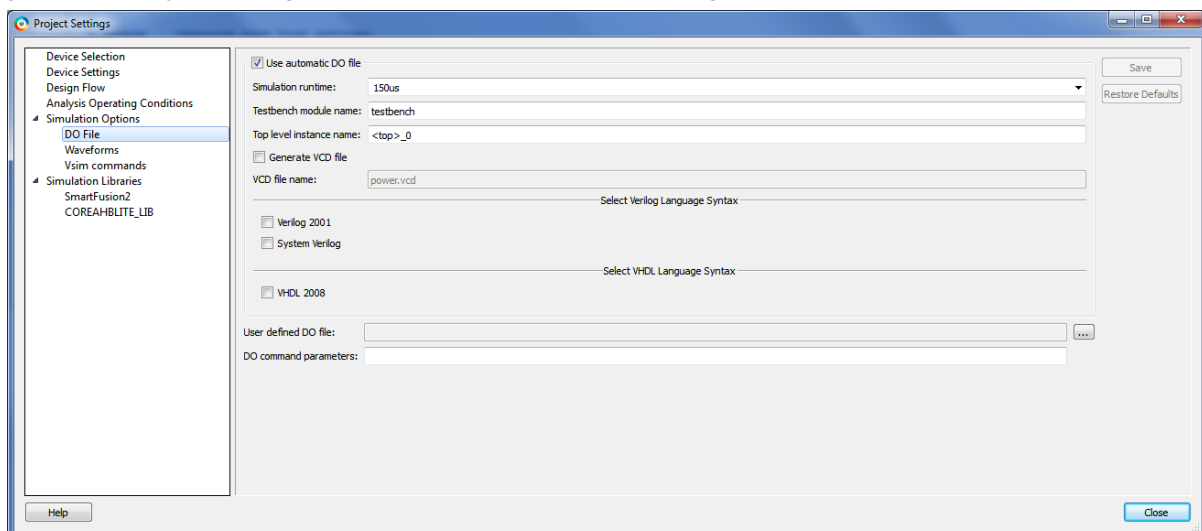 Project Settings
Device Selection
Device Settings
Design Flow
Analysis Operating Conditions
Simulation Options
DO File
Waveforms
Vsim commands
Simulation Libraries
SmartFusion2
COREAHBLITE_LIB
Use automatic DO file
Simulation runtime: 150us
Testbench module name: testbench
Top level instance name: <top>_0
Generate VCD file
VCD file name: power.vcd
Select Verilog Language Syntax
Verilog 2001
System Verilog
Select VHDL Language Syntax
VHDL 2008
User defined DO file: ...
DO command parameters:
Save
Restore Defaults
Help
Close